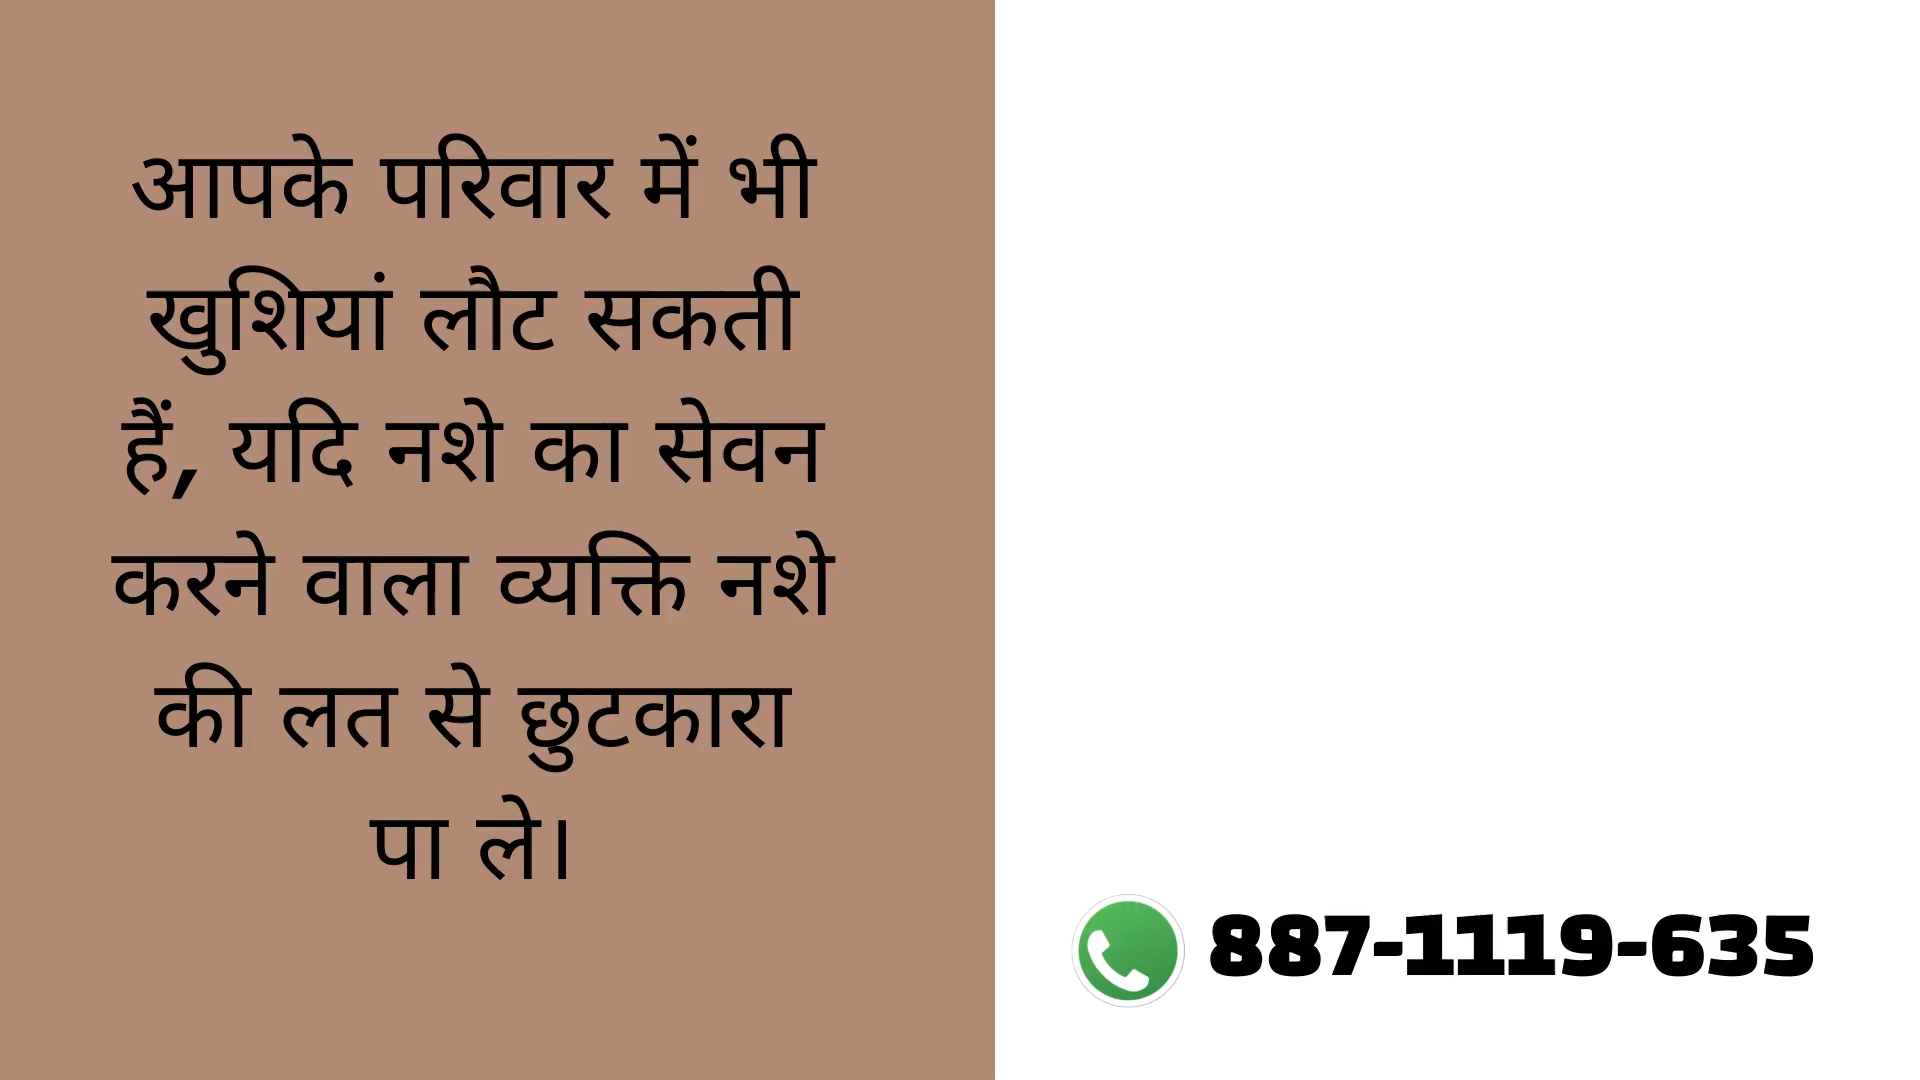 आपके परिवार में भी
खुशियां लौट सकती
हैं, यदि नशे का सेवन
करने वाला व्यक्ति नशे
की लत से छुटकारा
पा ले।
887-1119-635